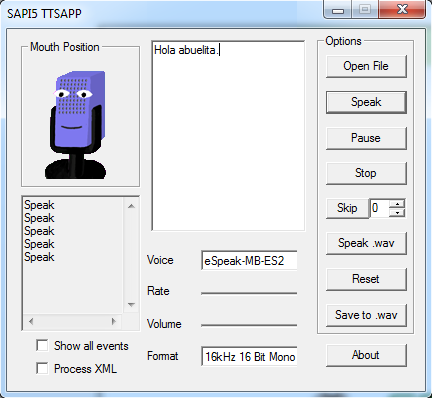 SAPI5 TTSAPP
Mouth Position
Hola abuelita.
Options
Open File
Speak
Pause
Stop
Skip 0
Speak .wav
Reset
Save to .wav
About
Speak
Speak
Speak
Speak
Speak
Voice eSpeak-MB-ES2
Rate
Volume
Format 16kHz 16 Bit Mono
Show all events
Process XML